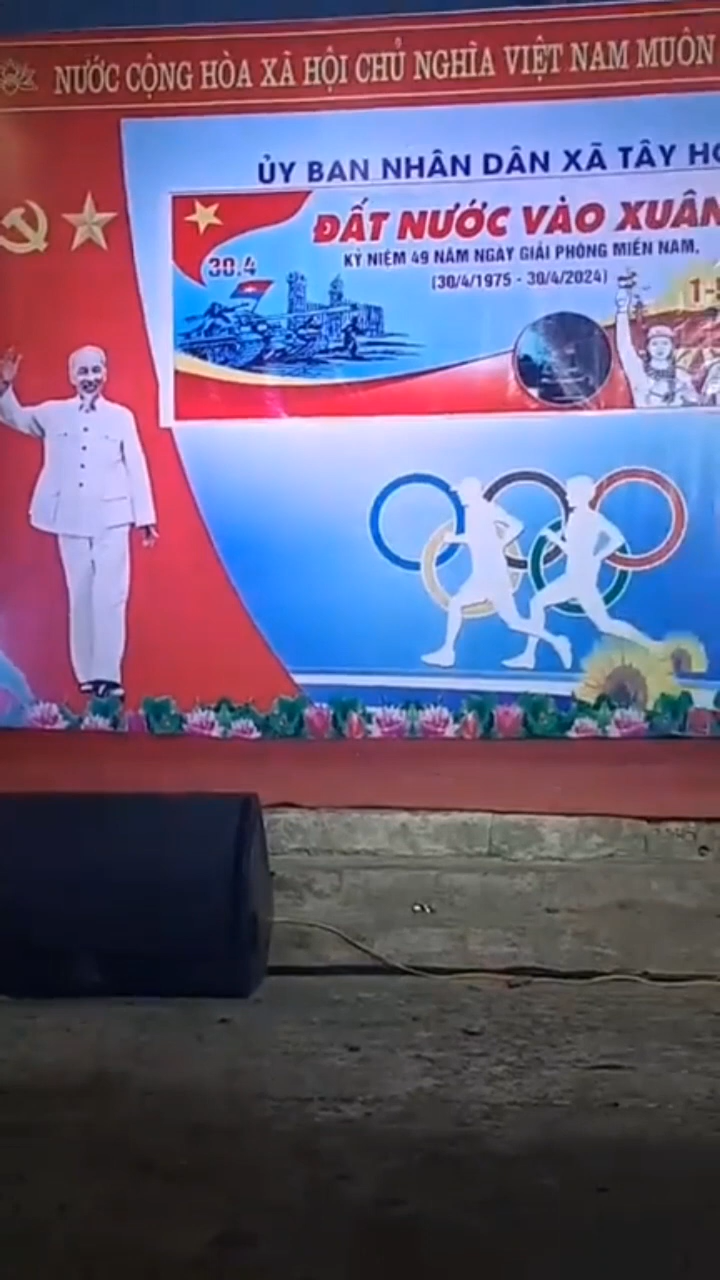 NƯỚC CỘNG HÒA XÃ HỘI CHỦ NGHĨA VIỆT NAM MUÔN
ỦY BAN NHÂN DÂN XÃ TÂY
ĐẤT NƯỚC VÀO XUÂN
30.4
KỶ NIỆM 49 NĂM NGÀY GIẢI PHÓNG MIỀN NAM,
(30/4/1975 - 30/4/2024)